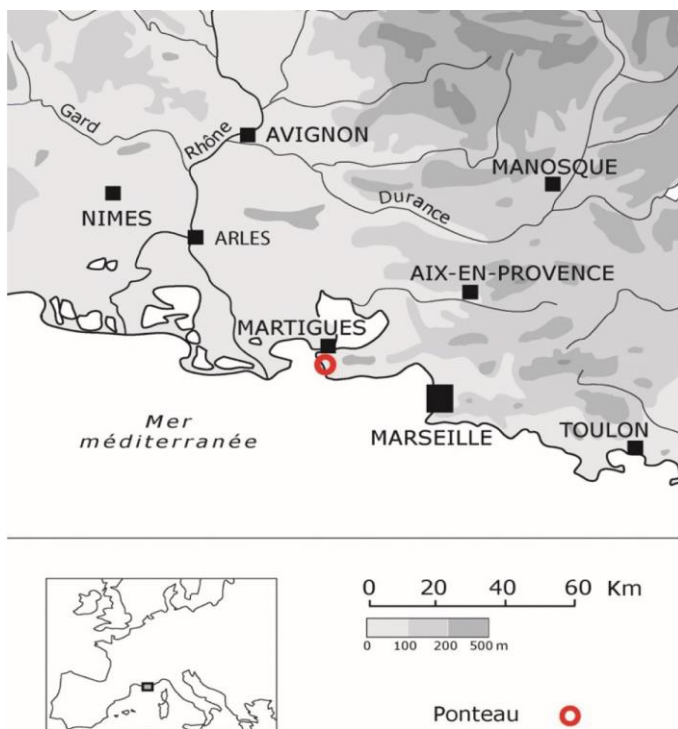 Gard
Rhône
AVIGNON
MANOSQUE
NIMES
Durance
ARLES
AIX-EN-PROVENCE
MARTIGUES
Mer
méditerranée
MARSEILLE
TOULON
0 20 40 60 Km
0 100 200 500 m
Ponteau